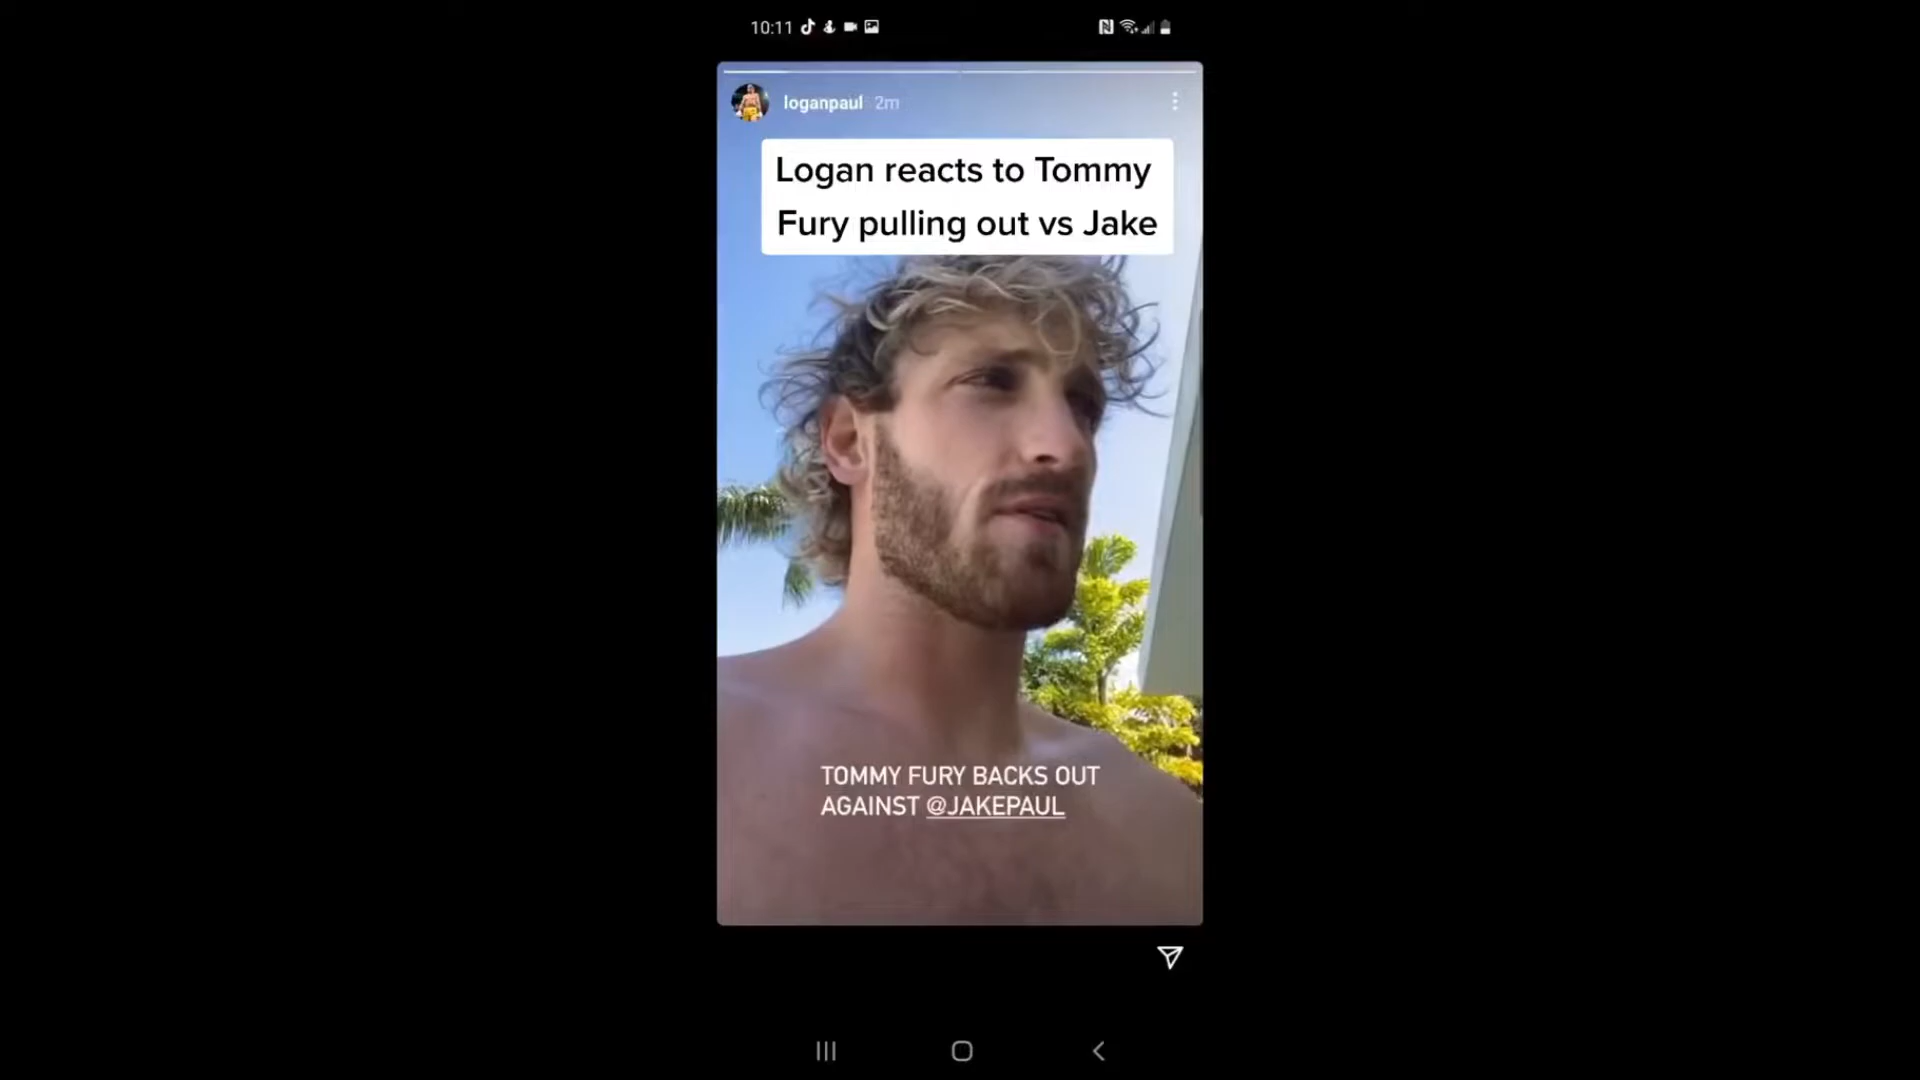 10:11
loganpaul 2m
Logan reacts to Tommy
Fury pulling out vs Jake
TOMMY FURY BACKS OUT
AGAINST @JAKEPAUL